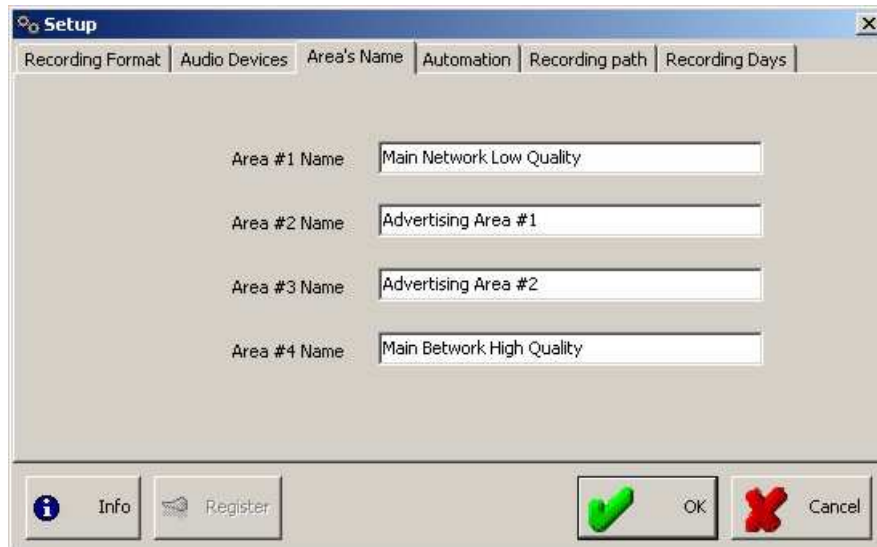 Setup
Recording Format Audio Devices Area's Name Automation Recording path Recording Days
Area #1 Name Main Network Low Quality
Area #2 Name Advertising Area #1
Area #3 Name Advertising Area #2
Area #4 Name Main Betwork High Quality
Info Register OK Cancel